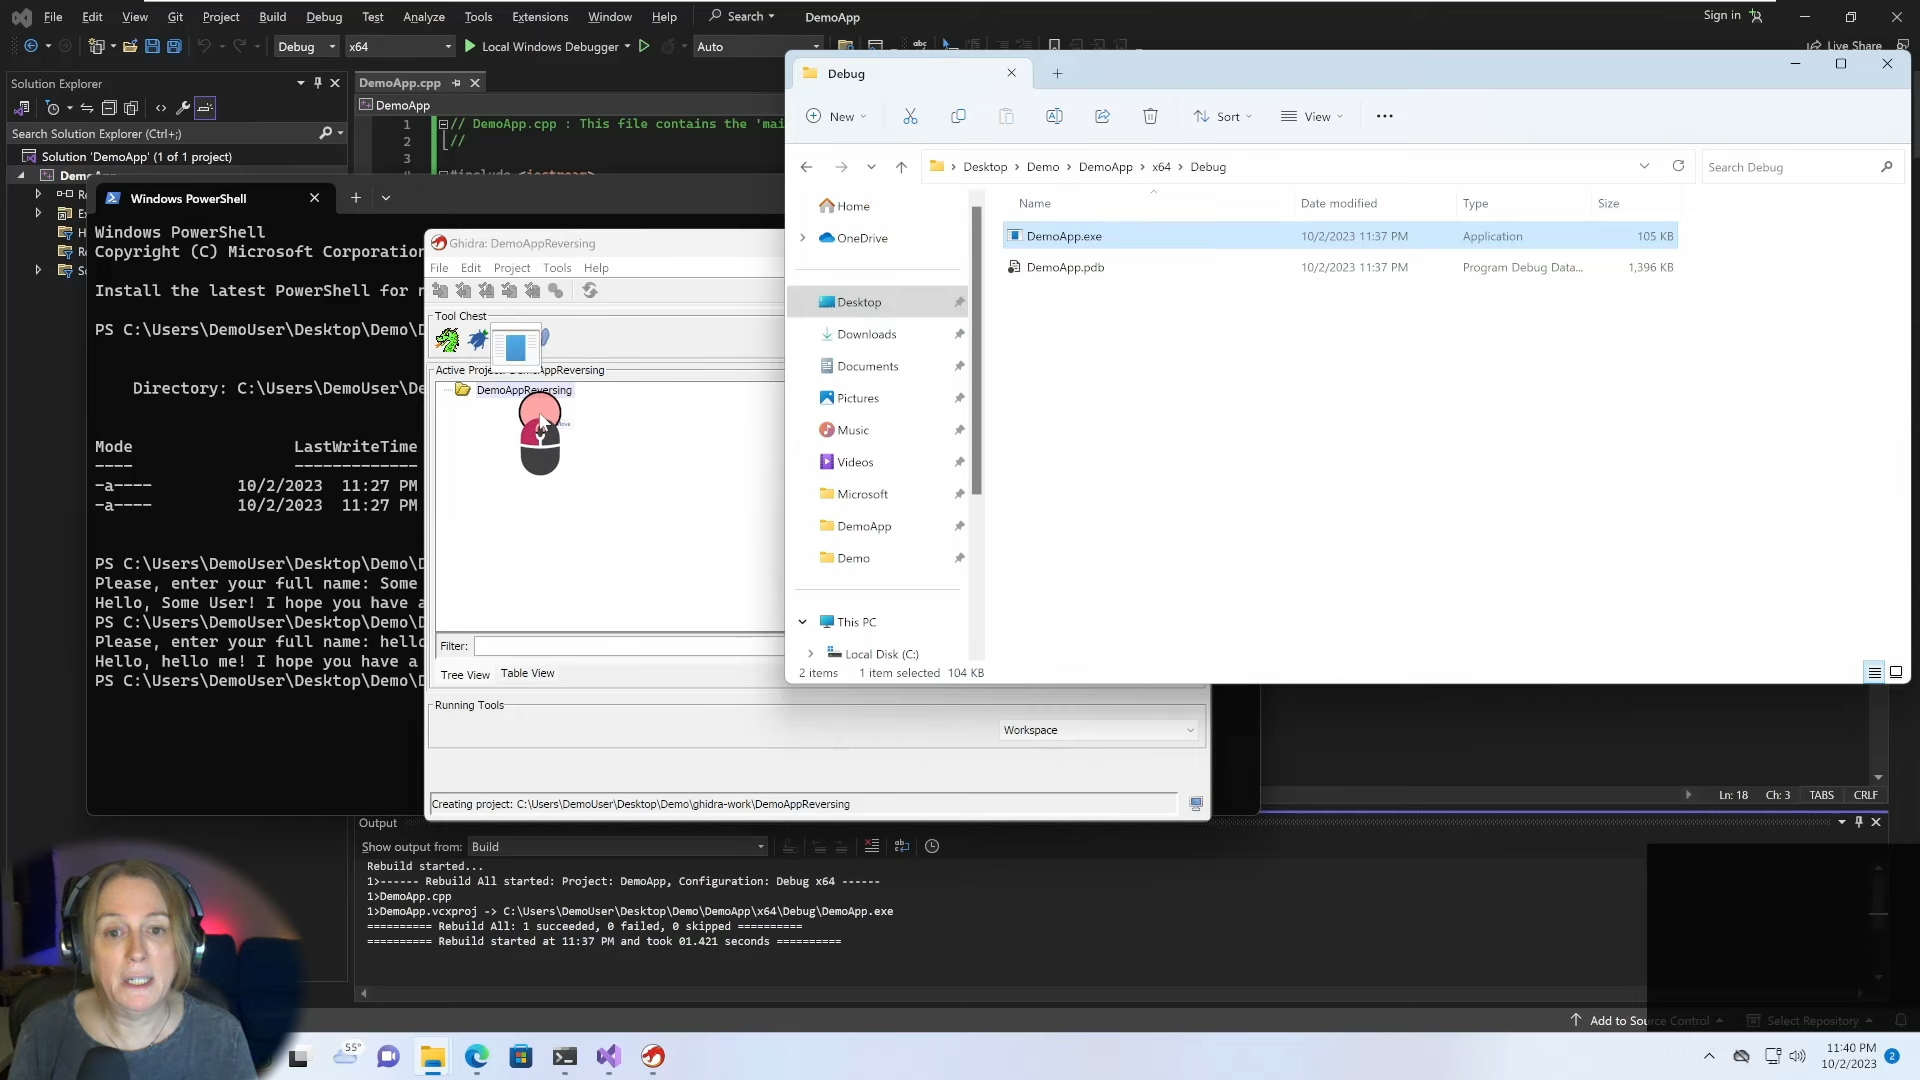 File Edit View Git Project Build Debug Test Analyze Tools Extensions Window Help Search DemoApp Sign in
Debug x64 Local Windows Debugger Auto Live Share
Solution Explorer
Search Solution Explorer (Ctrl+;)
Solution 'DemoApp' (1 of 1 project)
DemoApp.cpp
DemoApp
1 // DemoApp.cpp : This file contains the 'mai
2 //
3
#include <iostream>
Windows PowerShell
Windows PowerShell
Copyright (C) Microsoft Corporation
Install the latest PowerShell for
PS C:\Users\DemoUser\Desktop\Demo\
Directory: C:\Users\DemoUser\De
Mode LastWriteTime
---- -------------
-a---- 10/2/2023 11:27 PM
-a---- 10/2/2023 11:27 PM
PS C:\Users\DemoUser\Desktop\Demo\
Please, enter your full name: Some
Hello, Some User! I hope you have a
PS C:\Users\DemoUser\Desktop\Demo\
Please, enter your full name: hello
Hello, hello me! I hope you have a
PS C:\Users\DemoUser\Desktop\Demo\
Ghidra: DemoAppReversing
File Edit Project Tools Help
Tool Chest
DemoAppReversing
Filter:
Tree View Table View
Running Tools
Workspace
Creating project: C:\Users\DemoUser\Desktop\Demo\ghidra-work\DemoAppReversing
Debug
New Sort View
Desktop Demo DemoApp x64 Debug Search Debug
Home
OneDrive
Desktop
Downloads
Documents
Pictures
Music
Videos
Microsoft
DemoApp
Demo
This PC
Local Disk (C:)
Name Date modified Type Size
DemoApp.exe 10/2/2023 11:37 PM Application 105 KB
DemoApp.pdb 10/2/2023 11:37 PM Program Debug Data... 1,396 KB
2 items 1 item selected 104 KB
Ln: 18 Ch: 3 TABS CRLF
Output
Show output from: Build
Rebuild started...
1>------ Rebuild All started: Project: DemoApp, Configuration: Debug x64 ------
1>DemoApp.cpp
1>DemoApp.vcxproj -> C:\Users\DemoUser\Desktop\Demo\DemoApp\x64\Debug\DemoApp.exe
========== Rebuild All: 1 succeeded, 0 failed, 0 skipped ==========
========== Rebuild started at 11:37 PM and took 01.421 seconds ==========
Add to Source Control Select Repository
55°
11:40 PM
10/2/2023
2